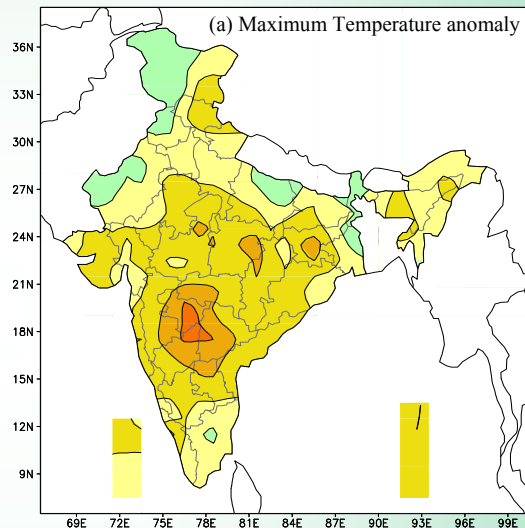 (a) Maximum Temperature anomaly
36N
33N
30N
27N
24N
21N
18N
15N
12N
9N
69E 72E 75E 78E 81E 84E 87E 90E 93E 96E 99E